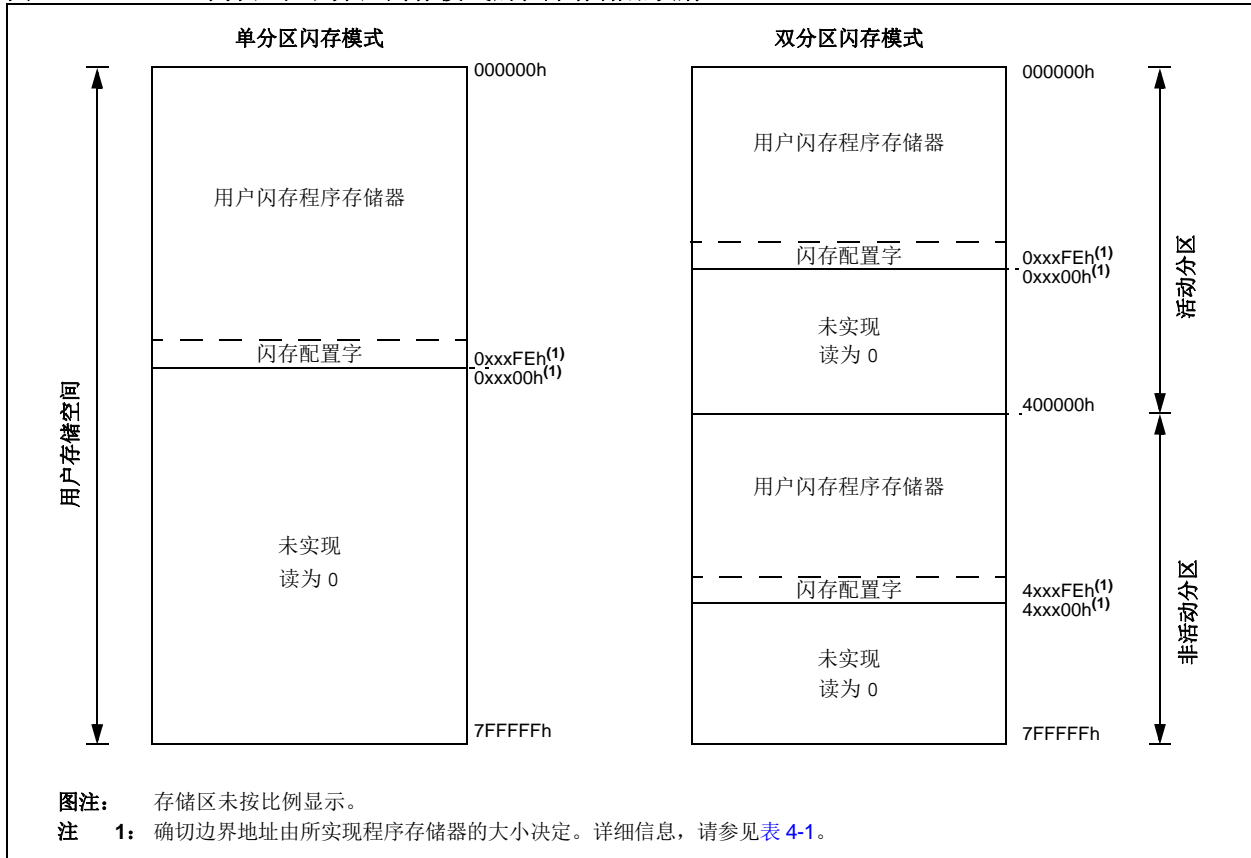 单分区闪存模式
000000h
用户闪存程序存储器
闪存配置字
0xxxFEh(1)
0xxx00h(1)
用户存储空间
未实现
读为 0
7FFFFFh
双分区闪存模式
000000h
用户闪存程序存储器
闪存配置字
0xxxFEh(1)
0xxx00h(1)
未实现
读为 0
活动分区
400000h
用户闪存程序存储器
闪存配置字
4xxxFEh(1)
4xxx00h(1)
未实现
读为 0
非活动分区
7FFFFFh
图注： 存储区未按比例显示。
注 1： 确切边界地址由所实现程序存储器的大小决定。详细信息，请参见表 4-1。